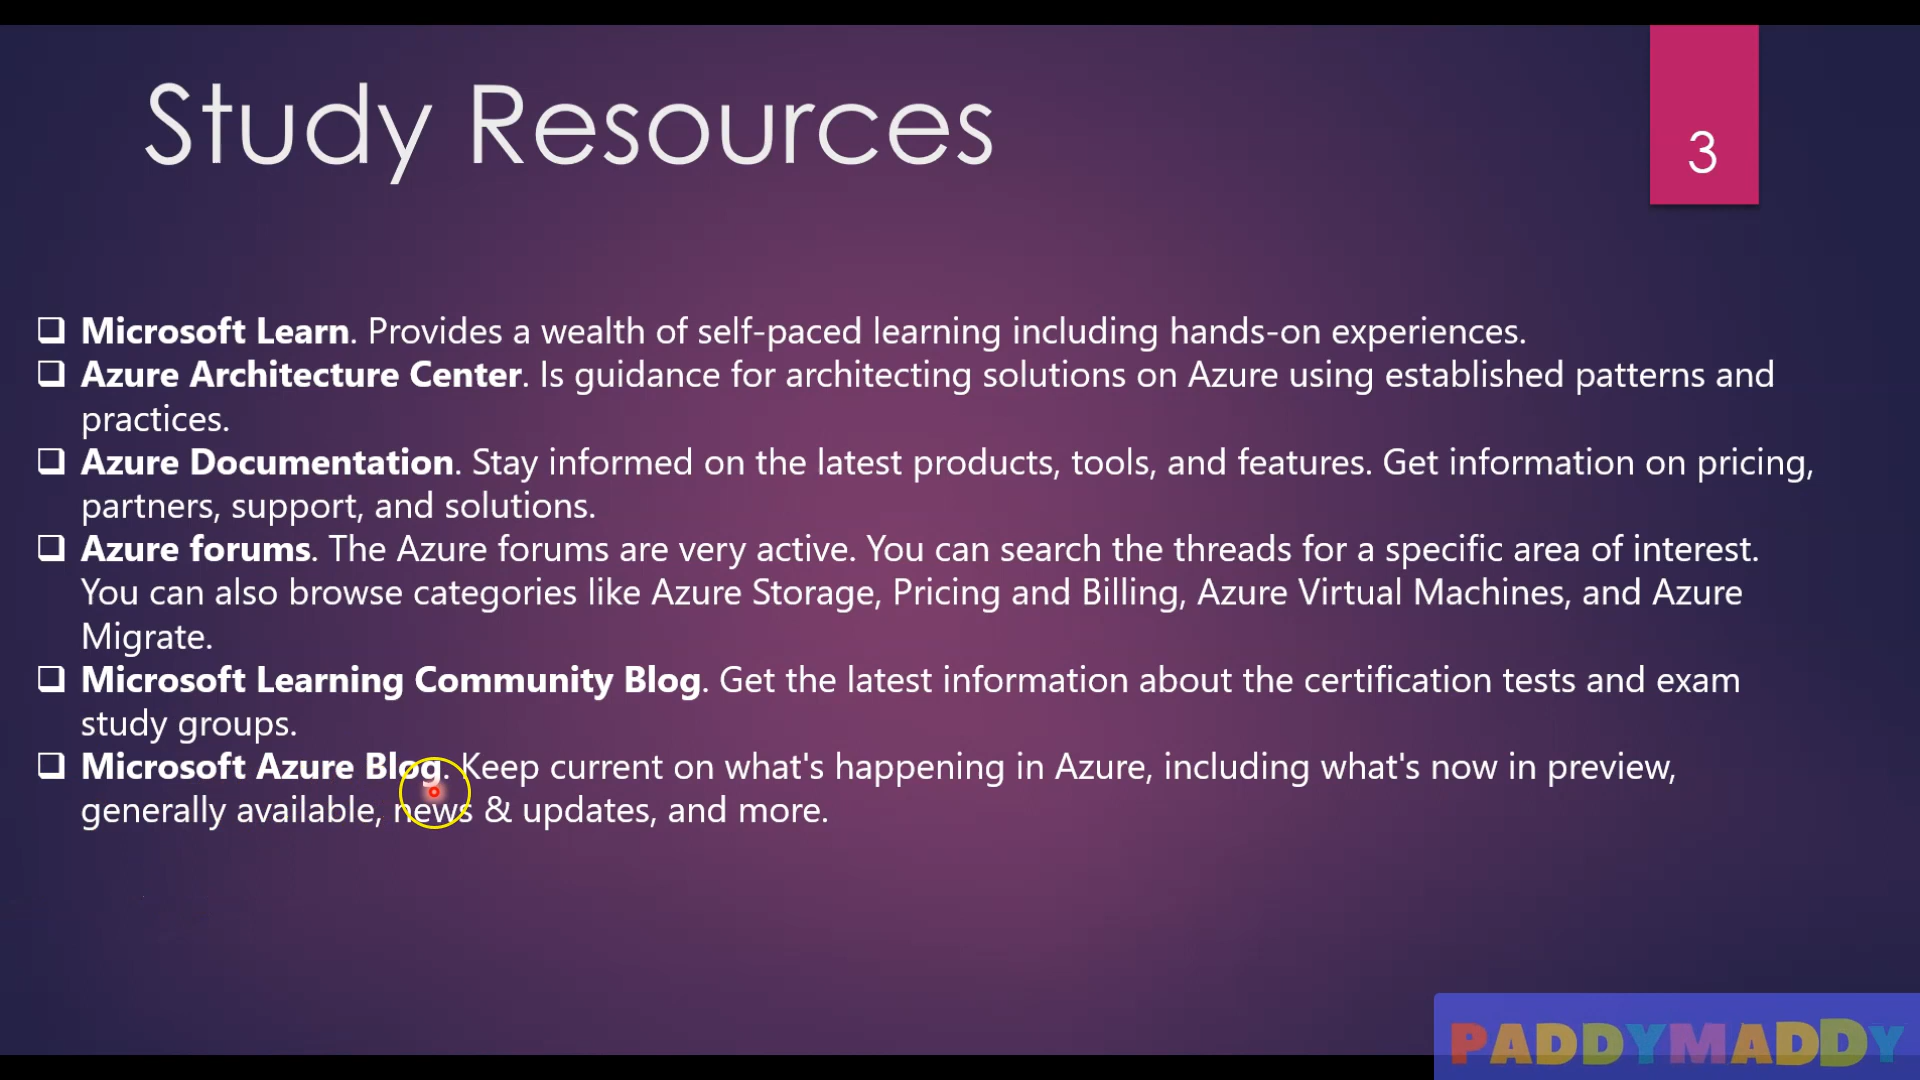 Study Resources
3
❑ Microsoft Learn. Provides a wealth of self-paced learning including hands-on experiences.
❑ Azure Architecture Center. Is guidance for architecting solutions on Azure using established patterns and
practices.
❑ Azure Documentation. Stay informed on the latest products, tools, and features. Get information on pricing,
partners, support, and solutions.
❑ Azure forums. The Azure forums are very active. You can search the threads for a specific area of interest.
You can also browse categories like Azure Storage, Pricing and Billing, Azure Virtual Machines, and Azure
Migrate.
❑ Microsoft Learning Community Blog. Get the latest information about the certification tests and exam
study groups.
❑ Microsoft Azure Blog. Keep current on what's happening in Azure, including what's now in preview,
generally available, news & updates, and more.
PADDYMADDY